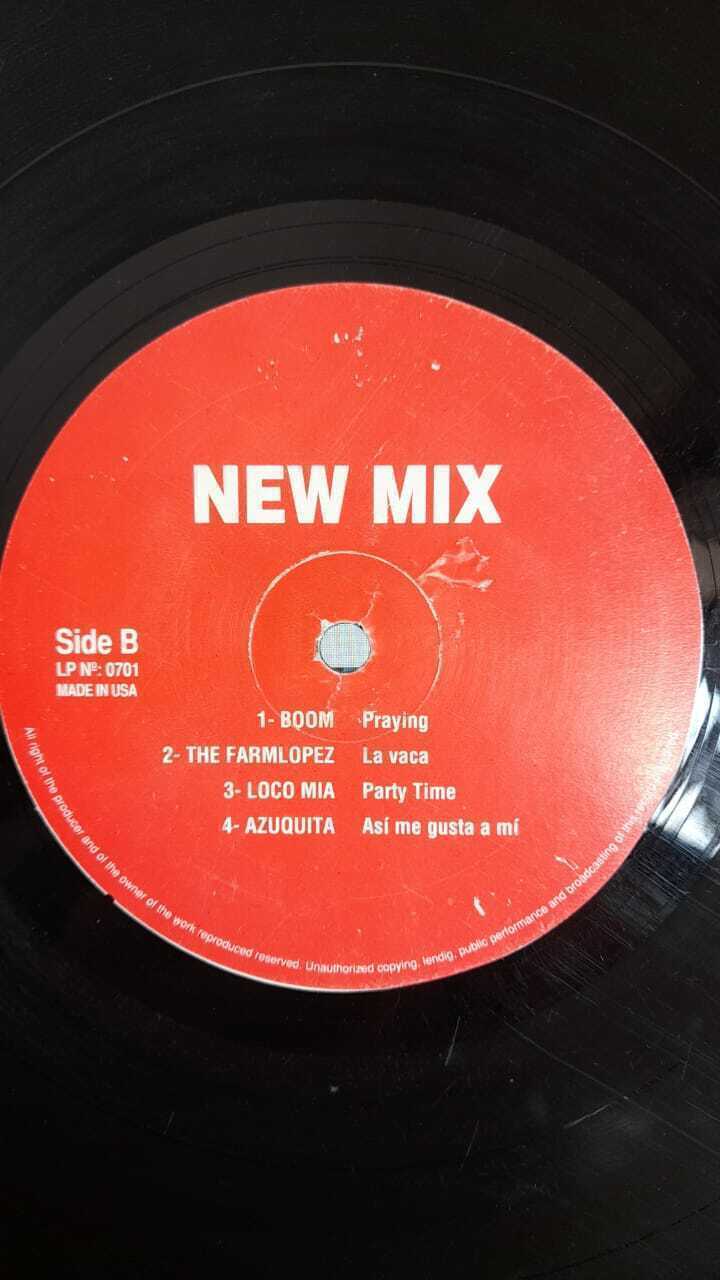 NEW MIX
Side B
LP Nº: 0701
MADE IN USA
1- BOOM Praying
2- THE FARMLOPEZ La vaca
3- LOCO MIA Party Time
4- AZUQUITA Así me gusta a mí
All right of the producer and of the owner of the work reproduced reserved. Unauthorized copying, lendig, public performance and broadcasting of this